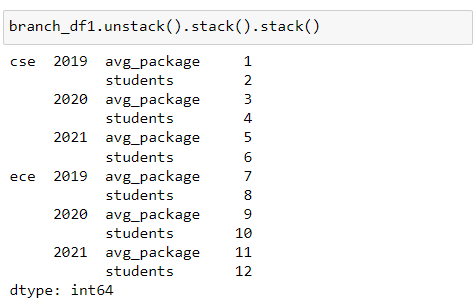 branch_df1.unstack().stack().stack()
cse 2019 avg_package 1
students 2
2020 avg_package 3
students 4
2021 avg_package 5
students 6
ece 2019 avg_package 7
students 8
2020 avg_package 9
students 10
2021 avg_package 11
students 12
dtype: int64